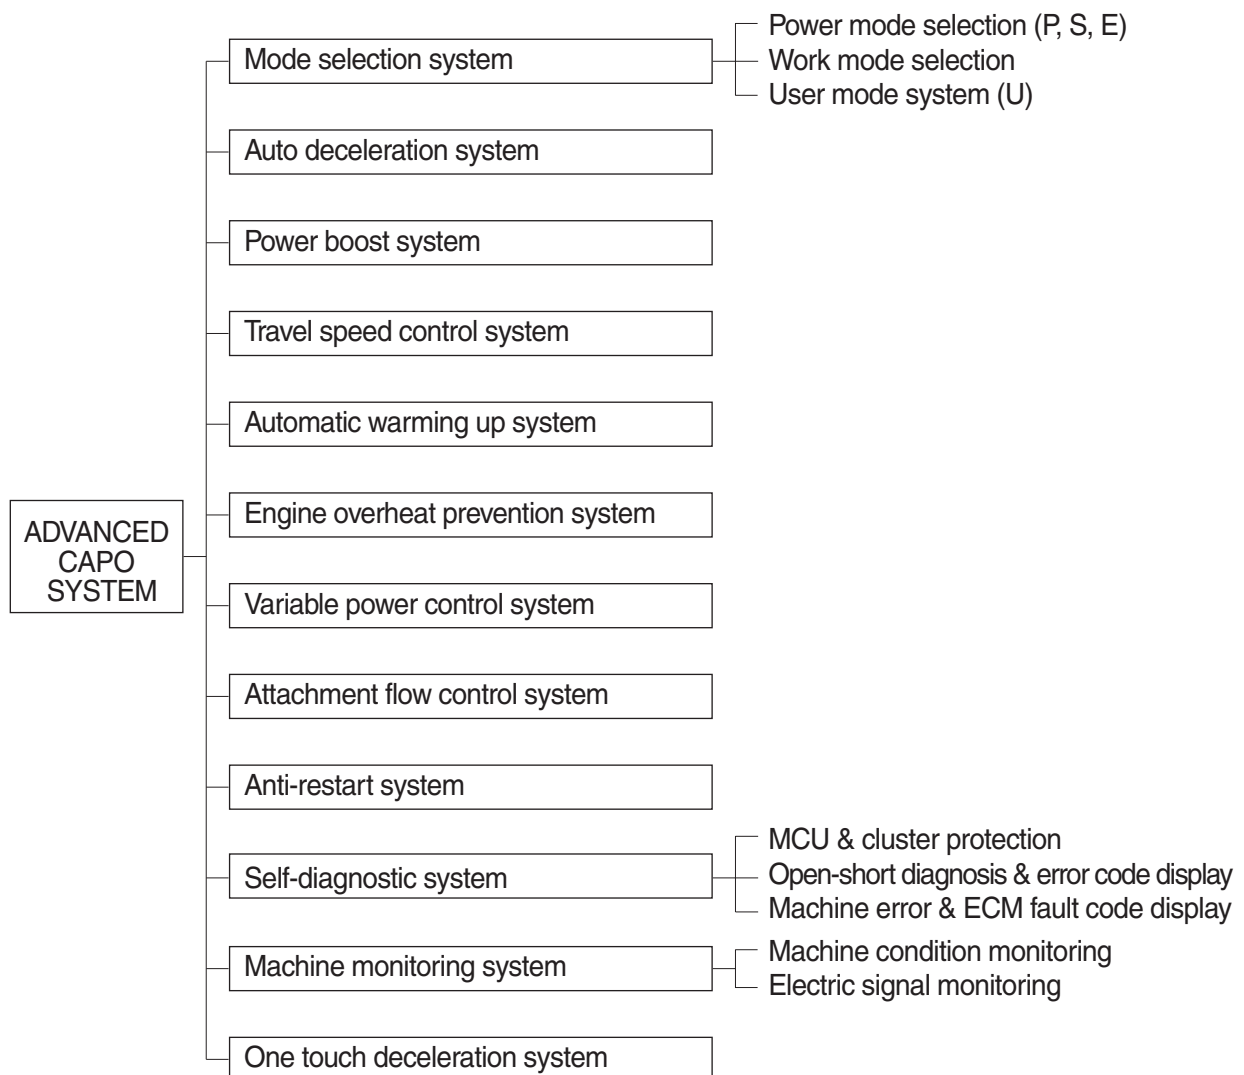 Power mode selection (P, S, E)
Mode selection system
Work mode selection
User mode system (U)
Auto deceleration system
Power boost system
Travel speed control system
Automatic warming up system
Engine overheat prevention system
ADVANCED
CAPO
SYSTEM
Variable power control system
Attachment flow control system
Anti-restart system
MCU & cluster protection
Self-diagnostic system
Open-short diagnosis & error code display
Machine error & ECM fault code display
Machine monitoring system
Machine condition monitoring
Electric signal monitoring
One touch deceleration system